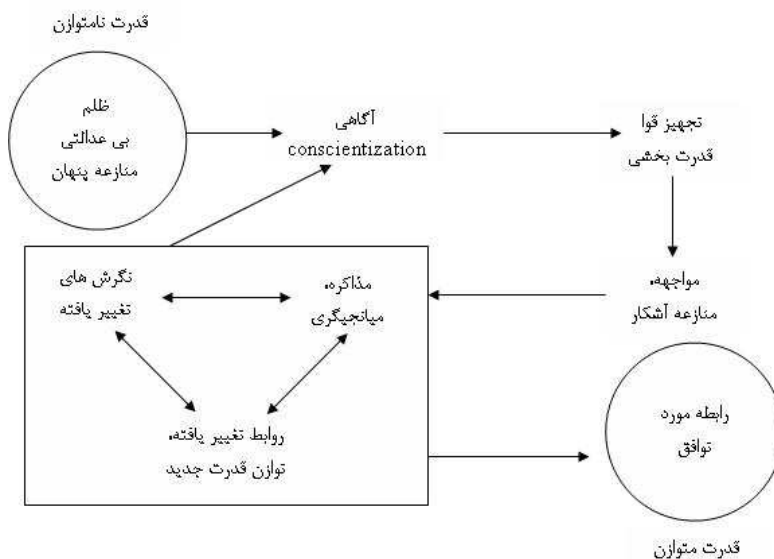 قدرت نامتوازن
ظلم
بی عدالتی
منازعه پنهان
آگاهی
conscientization
تجهیز قوا
قدرت بخشی
مواجهه،
منازعه آشکار
مذاکره،
میانجیگری
نگرش های
تغییر یافته
روابط تغییر یافته،
توازن قدرت جدید
رابطه مورد
توافق
قدرت متوازن